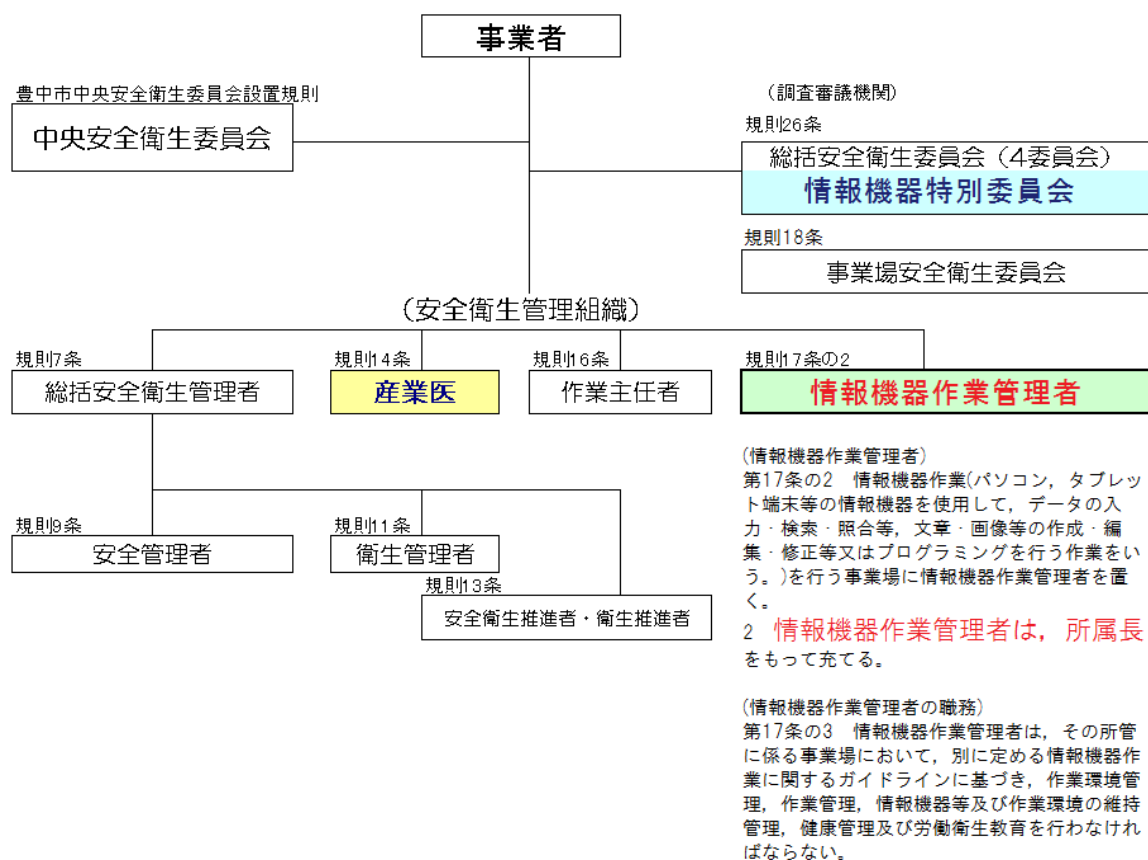 事業者
豊中市中央安全衛生委員会設置規則
中央安全衛生委員会
(調査審議機関)
規則26条
総括安全衛生委員会（4委員会）
情報機器特別委員会
規則18条
事業場安全衛生委員会
(安全衛生管理組織)
規則7条
総括安全衛生管理者
規則14条
産業医
規則16条
作業主任者
規則17条の2
情報機器作業管理者
規則9条
安全管理者
規則11条
衛生管理者
規則13条
安全衛生推進者・衛生推進者
(情報機器作業管理者)
第17条の2　情報機器作業(パソコン，タブレッ
ト端末等の情報機器を使用して，データの入
力・検索・照合等，文章・画像等の作成・編
集・修正等又はプログラミングを行う作業をい
う。)を行う事業場に情報機器作業管理者を置
く。
2　情報機器作業管理者は，所属長
をもって充てる。
(情報機器作業管理者の職務)
第17条の3　情報機器作業管理者は，その所管
に係る事業場において，別に定める情報機器作
業に関するガイドラインに基づき，作業環境管
理，作業管理，情報機器等及び作業環境の維持
管理，健康管理及び労働衛生教育を行わなけれ
ばならない。